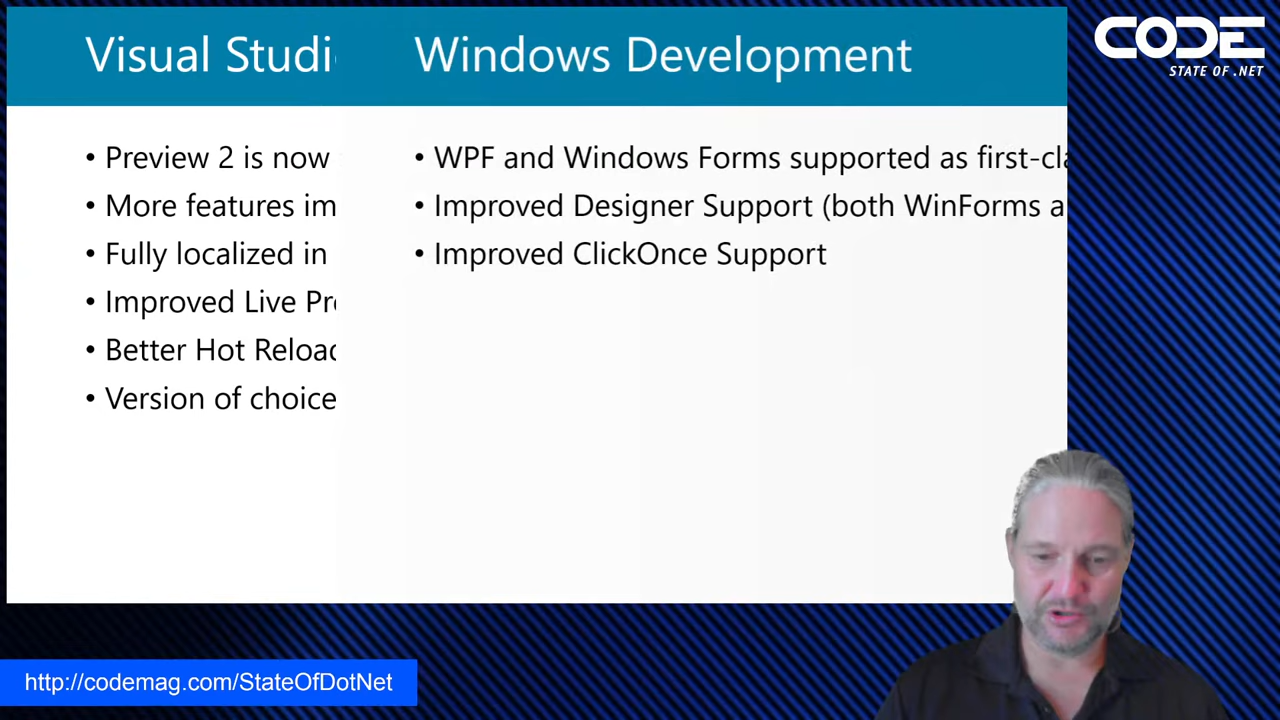 Visual Studi
Preview 2 is now
More features im
Fully localized in
Improved Live Pr
Better Hot Reload
Version of choice
Windows Development
WPF and Windows Forms supported as first-cla
Improved Designer Support (both WinForms a
Improved ClickOnce Support
CODE
STATE OF .NET
http://codemag.com/StateOfDotNet